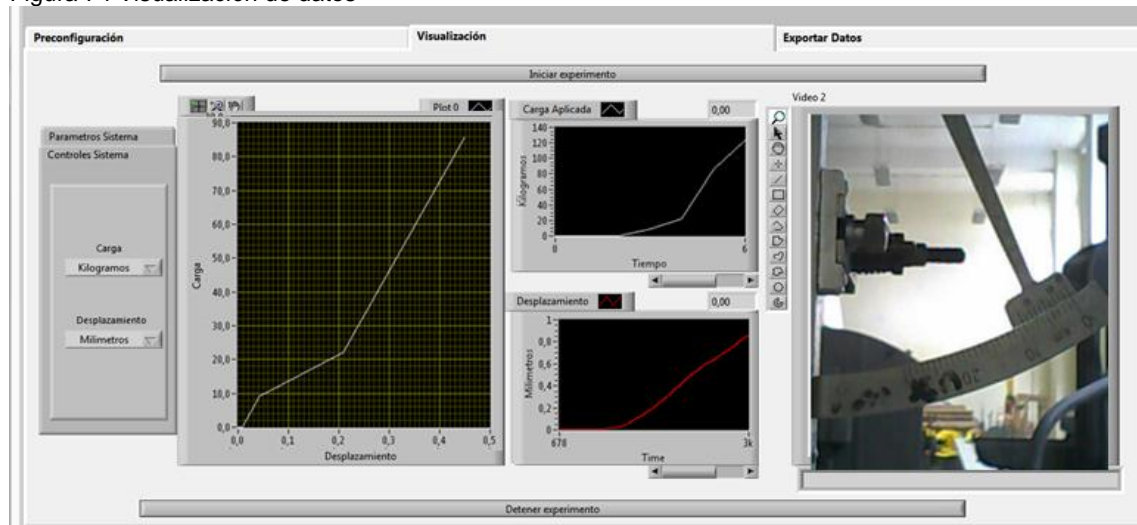 Figura 74 Visualización de datos
Preconfiguración
Visualización
Exportar Datos
Iniciar experimento
Parametros Sistema
Controles Sistema
Carga
Kilogramos
Desplazamiento
Milimetros
Plot 0
90,0
80,0
70,0
60,0
50,0
40,0
30,0
20,0
10,0
0,0
Carga
0,0 0,1 0,2 0,3 0,4 0,5
Desplazamiento
Carga Aplicada
0,00
140
120
100
80
60
40
20
0
Kilogramos
0 6
Tiempo
Desplazamiento
0,00
1
0,8
0,6
0,4
0,2
0
Milimetros
678 3k
Time
Video 2
0
10
20
Detener experimento